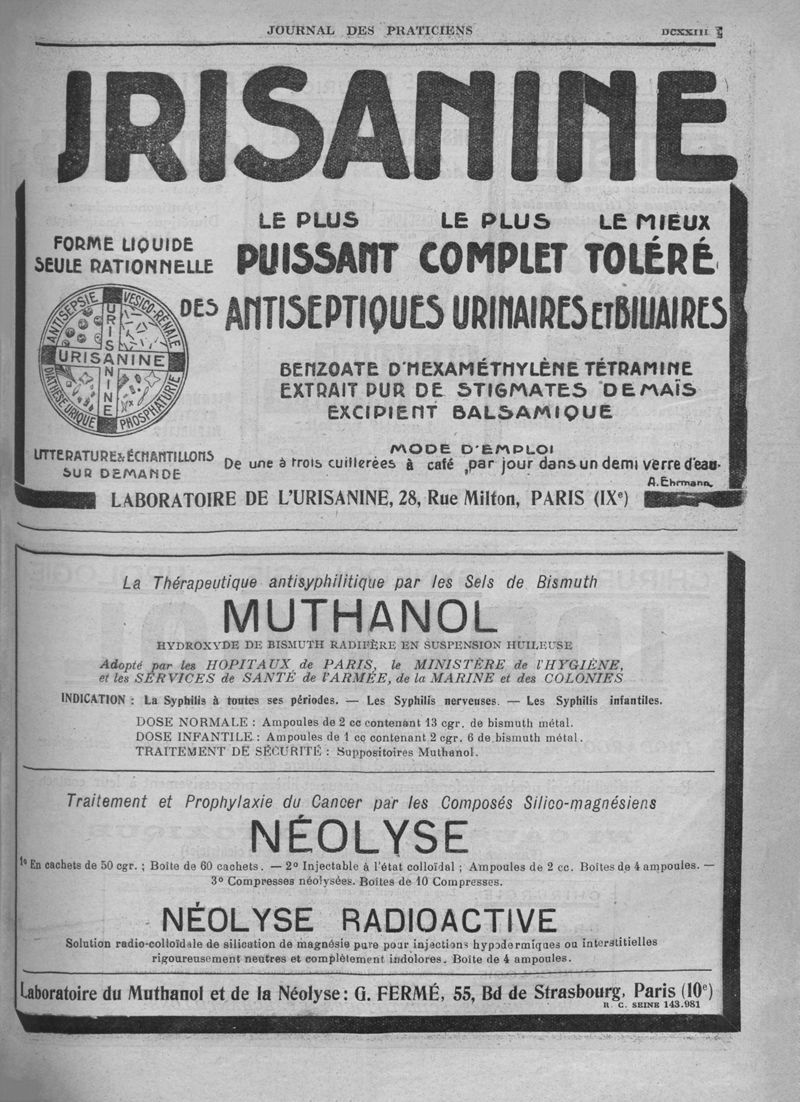 JOURNAL DES PRATICIENS
DCXXIII
URISANINE
LE PLUS LE PLUS LE MIEUX
FORME LIQUIDE
SEULE RATIONNELLE
PUISSANT COMPLET TOLÉRÉ
DES ANTISEPTIQUES URINAIRES ET BILIAIRES
ANTISEPSIE VESICO-RENALE
URISANINE
URISANINE
DIATHÈSE URIQUE PHOSPHATURIE
BENZOATE D'HEXAMÉTHYLÈNE TÉTRAMINE
EXTRAIT PUR DE STIGMATES DE MAÏS
EXCIPIENT BALSAMIQUE
LITTERATURE & ÉCHANTILLONS
SUR DEMANDE
MODE D'EMPLOI
De une à trois cuillerées à café par jour dans un demi verre d'eau.
A. Ehrmann.
LABORATOIRE DE L'URISANINE, 28, Rue Milton, PARIS (IXe)
La Thérapeutique antisyphilitique par les Sels de Bismuth
MUTHANOL
HYDROXYDE DE BISMUTH RADIFÈRE EN SUSPENSION HUILEUSE
Adopté par les HOPITAUX de PARIS, le MINISTÈRE de l'HYGIÈNE,
et les SERVICES de SANTÉ de l'ARMÉE, de la MARINE et des COLONIES
INDICATION : La Syphilis à toutes ses périodes. — Les Syphilis nerveuses. — Les Syphilis infantiles.
DOSE NORMALE : Ampoules de 2 cc contenant 13 cgr. de bismuth métal.
DOSE INFANTILE : Ampoules de 1 cc contenant 2 cgr. 6 de bismuth métal.
TRAITEMENT DE SÉCURITÉ : Suppositoires Muthanol.
Traitement et Prophylaxie du Cancer par les Composés Silico-magnésiens
NÉOLYSE
1º En cachets de 50 cgr. ; Boîte de 60 cachets. — 2º Injectable à l'état colloïdal ; Ampoules de 2 cc. Boîtes de 4 ampoules. —
3º Compresses néolysées. Boîtes de 10 Compresses.
NÉOLYSE RADIOACTIVE
Solution radio-colloïdale de silication de magnésie pure pour injections hypodermiques ou interstitielles
rigoureusement neutres et complètement indolores. Boîte de 4 ampoules.
Laboratoire du Muthanol et de la Néolyse : G. FERMÉ, 55, Bd de Strasbourg, Paris (10e)
R. C. SEINE 143.981